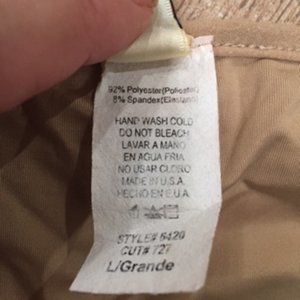 92% Polyester(Poliester)
8% Spandex(Elastano)
HAND WASH COLD
DO NOT BLEACH
LAVAR A MANO
EN AGUA FRIA
NO USAR CLORO
MADE IN U.S.A.
HECHO EN E.U.A
STYLE# 6420
CUT# 727
L/Grande